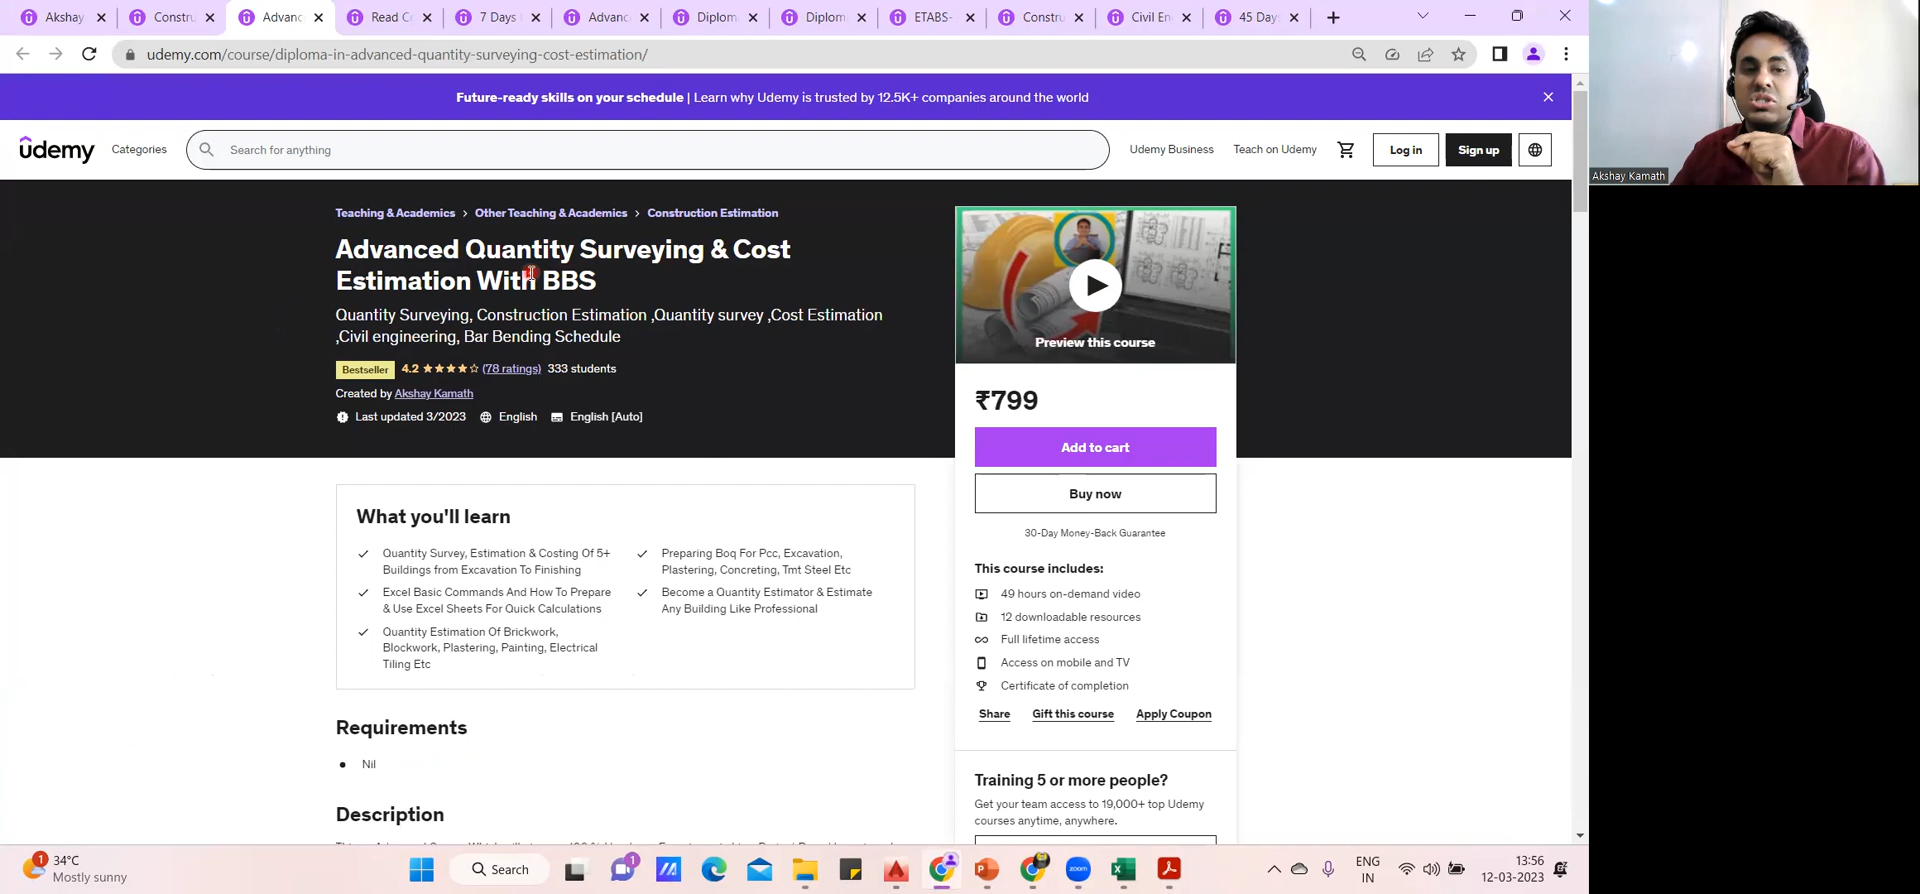 Akshay
Constru
Advanc
Read Co
7 Days
Advanc
Diplom
Diplom
ETABS-
Constru
Civil En
45 Days
udemy.com/course/diploma-in-advanced-quantity-surveying-cost-estimation/
Future-ready skills on your schedule | Learn why Udemy is trusted by 12.5K+ companies around the world
udemy
Categories
Search for anything
Udemy Business
Teach on Udemy
Log in
Sign up
Akshay Kamath
Teaching & Academics > Other Teaching & Academics > Construction Estimation
Advanced Quantity Surveying & Cost
Estimation With BBS
Quantity Surveying, Construction Estimation ,Quantity survey ,Cost Estimation
,Civil engineering, Bar Bending Schedule
Bestseller 4.2 (78 ratings) 333 students
Created by Akshay Kamath
Last updated 3/2023 English English [Auto]
Preview this course
₹799
Add to cart
Buy now
30-Day Money-Back Guarantee
This course includes:
49 hours on-demand video
12 downloadable resources
Full lifetime access
Access on mobile and TV
Certificate of completion
Share Gift this course Apply Coupon
Training 5 or more people?
Get your team access to 19,000+ top Udemy
courses anytime, anywhere.
What you'll learn
Quantity Survey, Estimation & Costing Of 5+
Buildings from Excavation To Finishing
Excel Basic Commands And How To Prepare
& Use Excel Sheets For Quick Calculations
Quantity Estimation Of Brickwork,
Blockwork, Plastering, Painting, Electrical
Tiling Etc
Preparing Boq For Pcc, Excavation,
Plastering, Concreting, Tmt Steel Etc
Become a Quantity Estimator & Estimate
Any Building Like Professional
Requirements
Nil
Description
1
34°C
Mostly sunny
Search
1
zoom
ENG
IN
13:56
12-03-2023